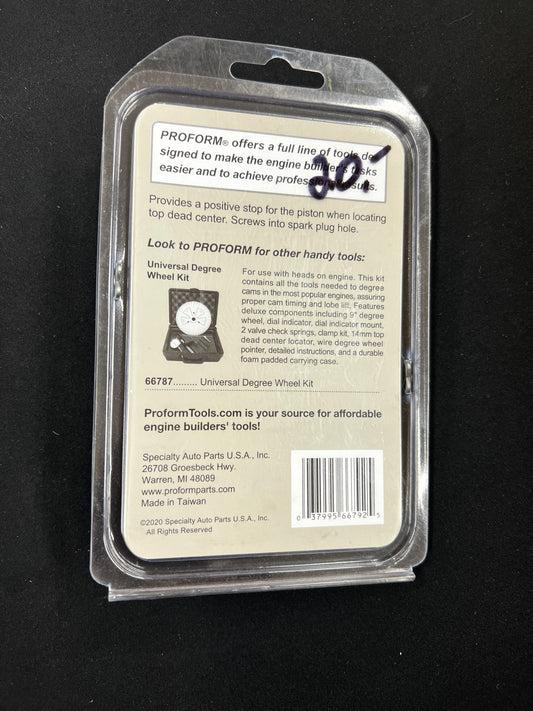 PROFORM® offers a full line of tools de-
signed to make the engine builder's tasks
easier and to achieve professional results.
20.-
Provides a positive stop for the piston when locating
top dead center. Screws into spark plug hole.
Look to PROFORM for other handy tools:
Universal Degree
Wheel Kit
For use with heads on engine. This kit
contains all the tools needed to degree
cams in the most popular engines, assuring
proper cam timing and lobe lift. Features
deluxe components including 9" degree
wheel, dial indicator, dial indicator mount,
2 valve check springs, clamp kit, 14mm top
dead center locator, wire degree wheel
pointer, detailed instructions, and a durable
foam padded carrying case.
66787......... Universal Degree Wheel Kit
ProformTools.com is your source for affordable
engine builders' tools!
Specialty Auto Parts U.S.A., Inc.
26708 Groesbeck Hwy.
Warren, MI 48089
www.proformparts.com
Made in Taiwan
©2020 Specialty Auto Parts U.S.A., Inc.
All Rights Reserved
0 37995 66792 5